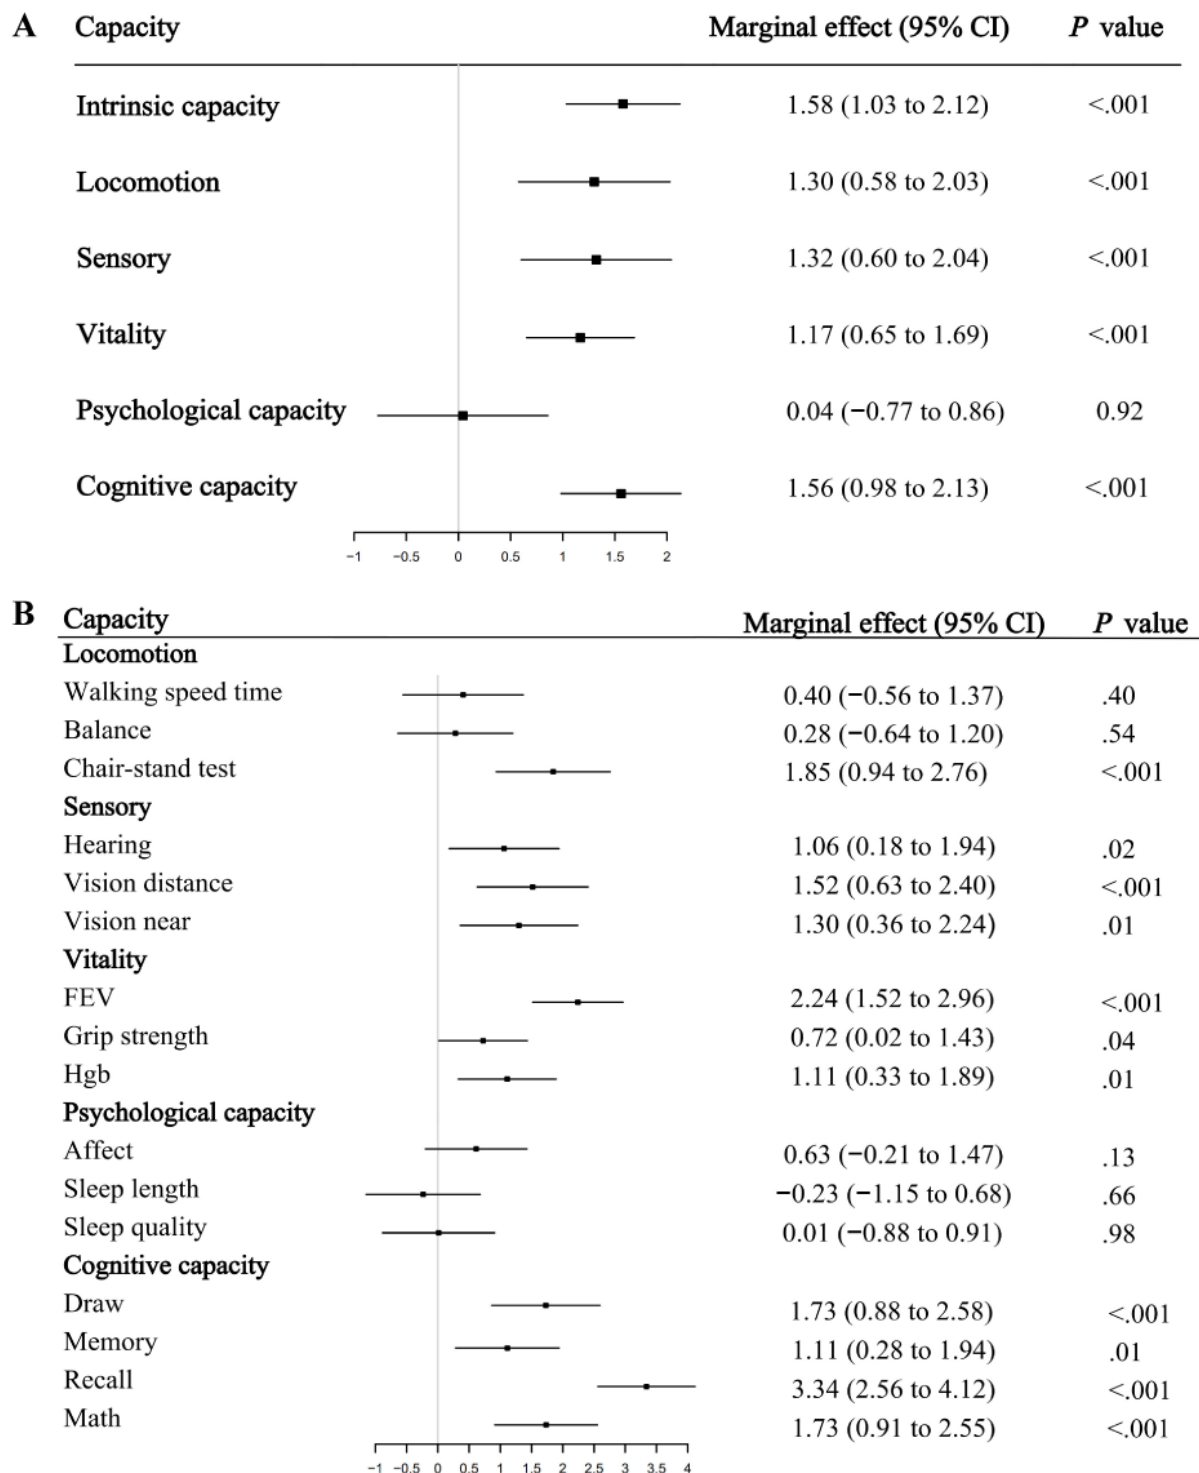 A Capacity Marginal effect (95% CI) P value
Intrinsic capacity 1.58 (1.03 to 2.12) <.001
Locomotion 1.30 (0.58 to 2.03) <.001
Sensory 1.32 (0.60 to 2.04) <.001
Vitality 1.17 (0.65 to 1.69) <.001
Psychological capacity 0.04 (−0.77 to 0.86) 0.92
Cognitive capacity 1.56 (0.98 to 2.13) <.001
−1 −0.5 0 0.5 1 1.5 2
B Capacity Marginal effect (95% CI) P value
Locomotion
Walking speed time 0.40 (−0.56 to 1.37) .40
Balance 0.28 (−0.64 to 1.20) .54
Chair-stand test 1.85 (0.94 to 2.76) <.001
Sensory
Hearing 1.06 (0.18 to 1.94) .02
Vision distance 1.52 (0.63 to 2.40) <.001
Vision near 1.30 (0.36 to 2.24) .01
Vitality
FEV 2.24 (1.52 to 2.96) <.001
Grip strength 0.72 (0.02 to 1.43) .04
Hgb 1.11 (0.33 to 1.89) .01
Psychological capacity
Affect 0.63 (−0.21 to 1.47) .13
Sleep length −0.23 (−1.15 to 0.68) .66
Sleep quality 0.01 (−0.88 to 0.91) .98
Cognitive capacity
Draw 1.73 (0.88 to 2.58) <.001
Memory 1.11 (0.28 to 1.94) .01
Recall 3.34 (2.56 to 4.12) <.001
Math 1.73 (0.91 to 2.55) <.001
−1 −0.5 0 0.5 1 1.5 2 2.5 3 3.5 4